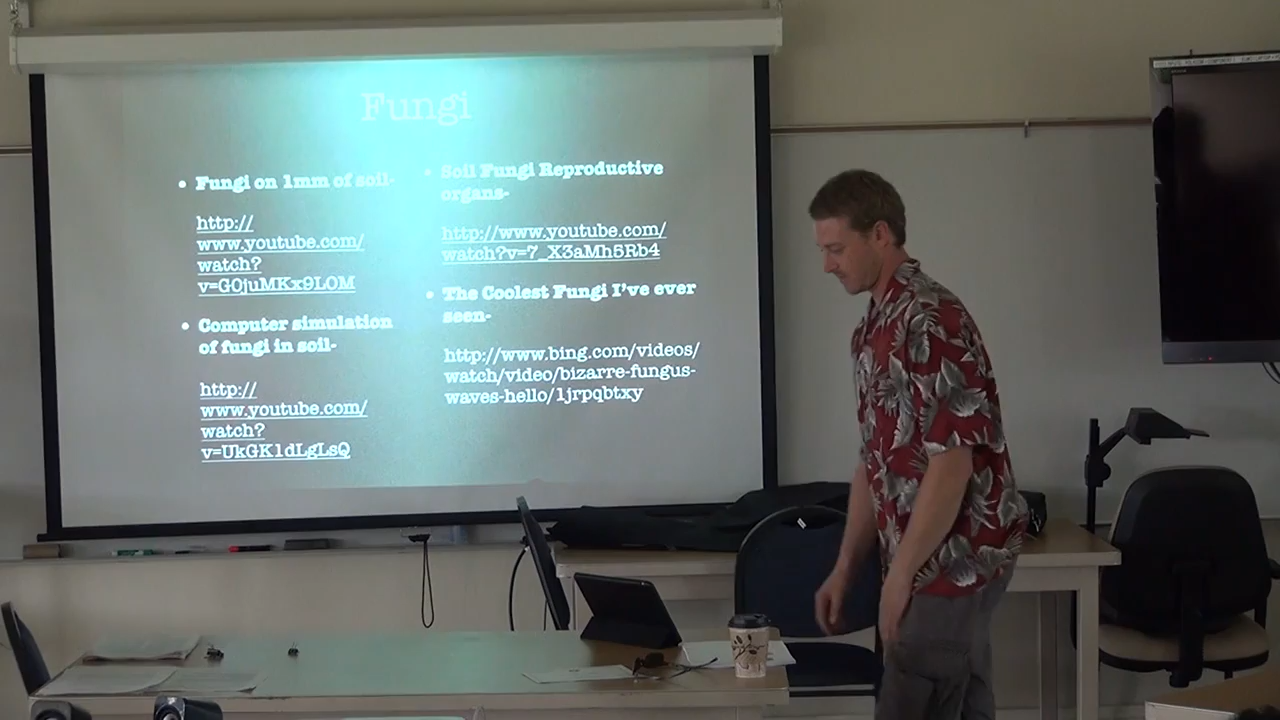 Fungi
• Fungi on 1mm of soil-
http://
www.youtube.com/
watch?
v=G0juMKx9L0M
• Computer simulation
of fungi in soil-
http://
www.youtube.com/
watch?
v=UkGK1dLgLsQ
• Soil Fungi Reproductive
organs-
http://www.youtube.com/
watch?v=7_X3aMh5Rb4
• The Coolest Fungi I've ever
seen-
http://www.bing.com/videos/
watch/video/bizarre-fungus-
waves-hello/1jrpqbtxy